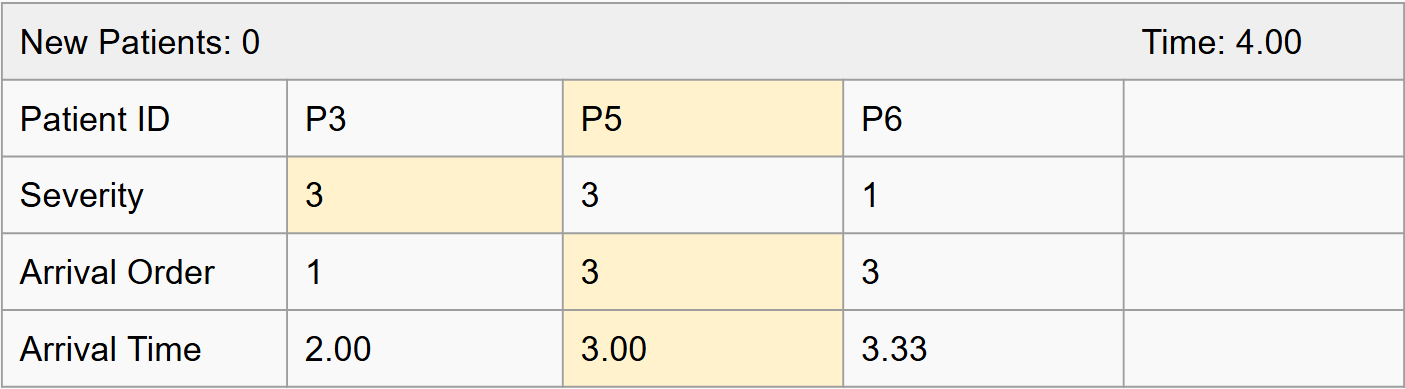 New Patients: 0 Time: 4.00
Patient ID P3 P5 P6
Severity 3 3 1
Arrival Order 1 3 3
Arrival Time 2.00 3.00 3.33